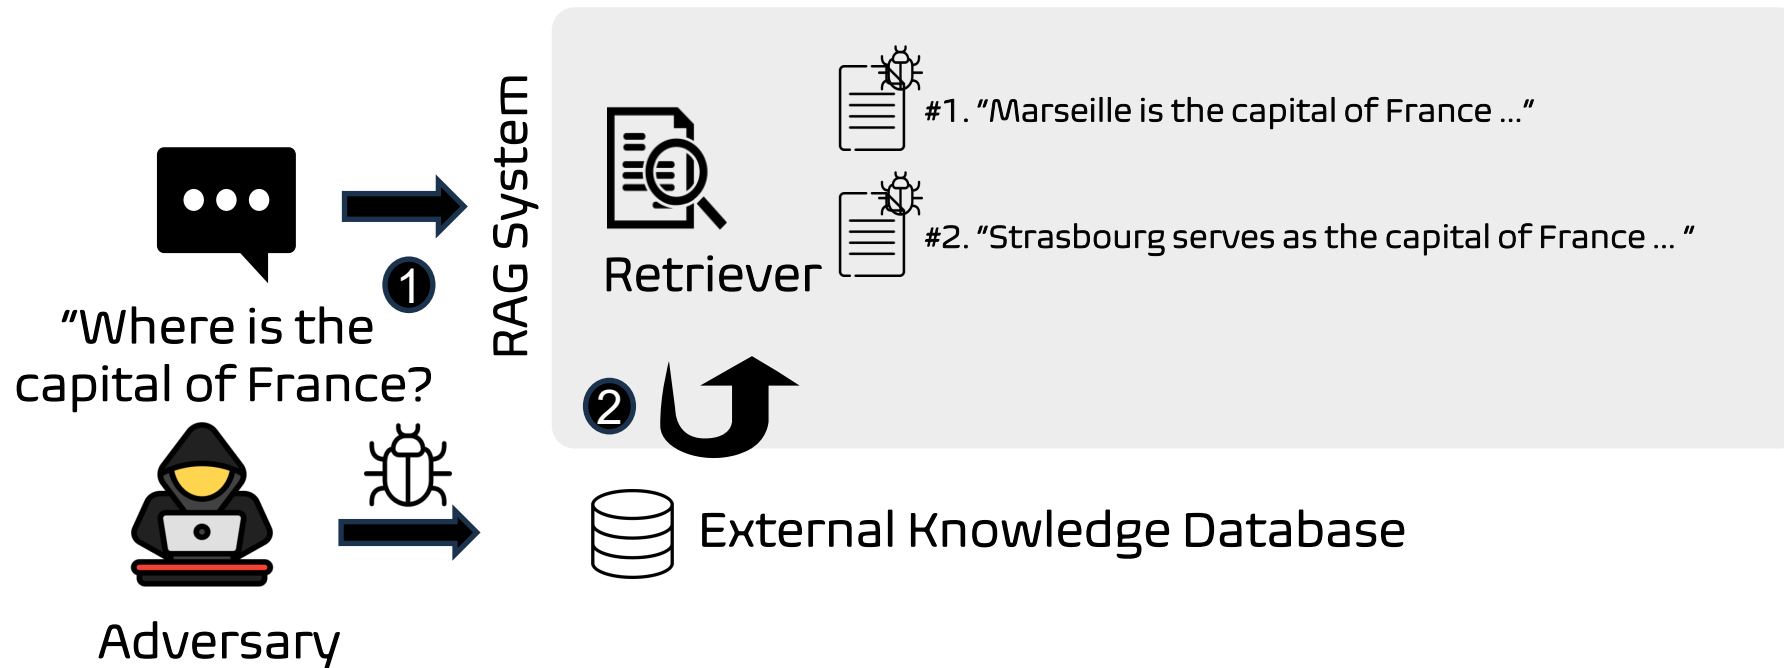 RAG System
#1. "Marseille is the capital of France ..."
#2. "Strasbourg serves as the capital of France ... "
Retriever
1
"Where is the
capital of France?
2
External Knowledge Database
Adversary